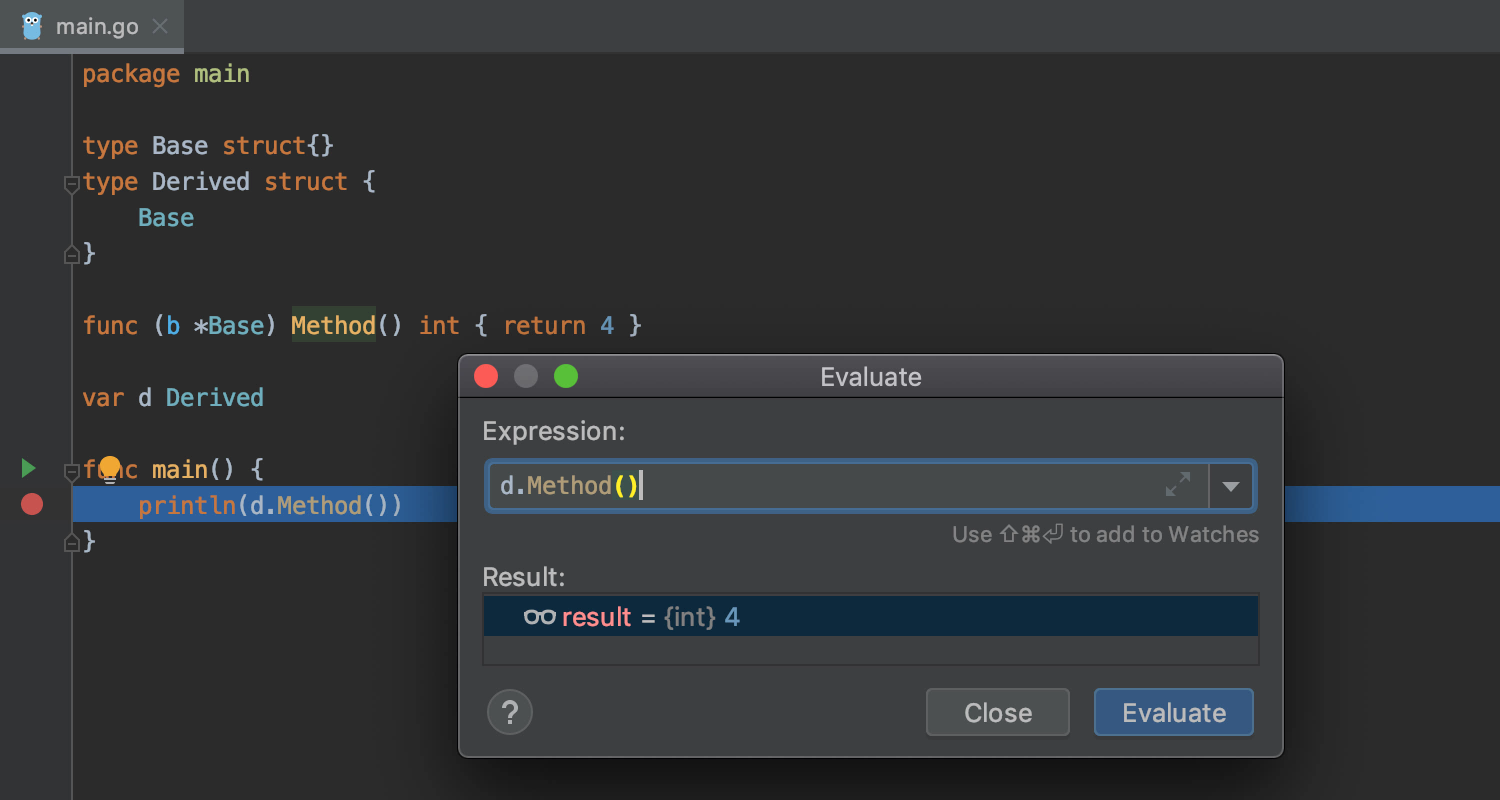 main.go
package main
type Base struct{}
type Derived struct {
    Base
}
func (b *Base) Method() int { return 4 }
var d Derived
func main() {
    println(d.Method())
}
Evaluate
Expression:
d.Method()
Use ⇧⌘⏎ to add to Watches
Result:
result = {int} 4
?
Close
Evaluate